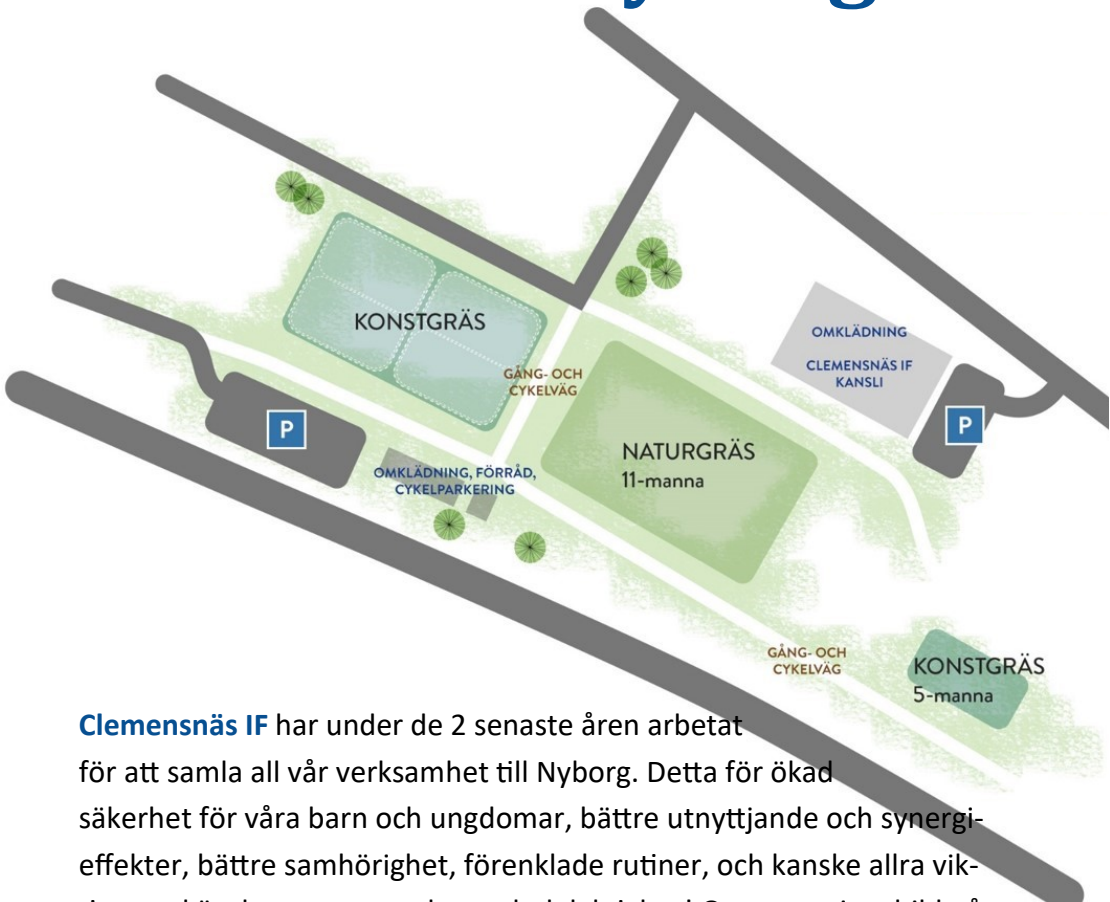 KONSTGRÄS
OMKLÄDNING
CLEMENSNÄS IF
KANSLI
GÅNG- OCH
CYKELVÄG
P
P
NATURGRÄS
11-manna
OMKLÄDNING, FÖRRÅD,
CYKELPARKERING
GÅNG- OCH
CYKELVÄG
KONSTGRÄS
5-manna
Clemensnäs IF har under de 2 senaste åren arbetat
för att samla all vår verksamhet till Nyborg. Detta för ökad
säkerhet för våra barn och ungdomar, bättre utnyttjande och synergi-
effekter, bättre samhörighet, förenklade rutiner, och kanske allra vik-